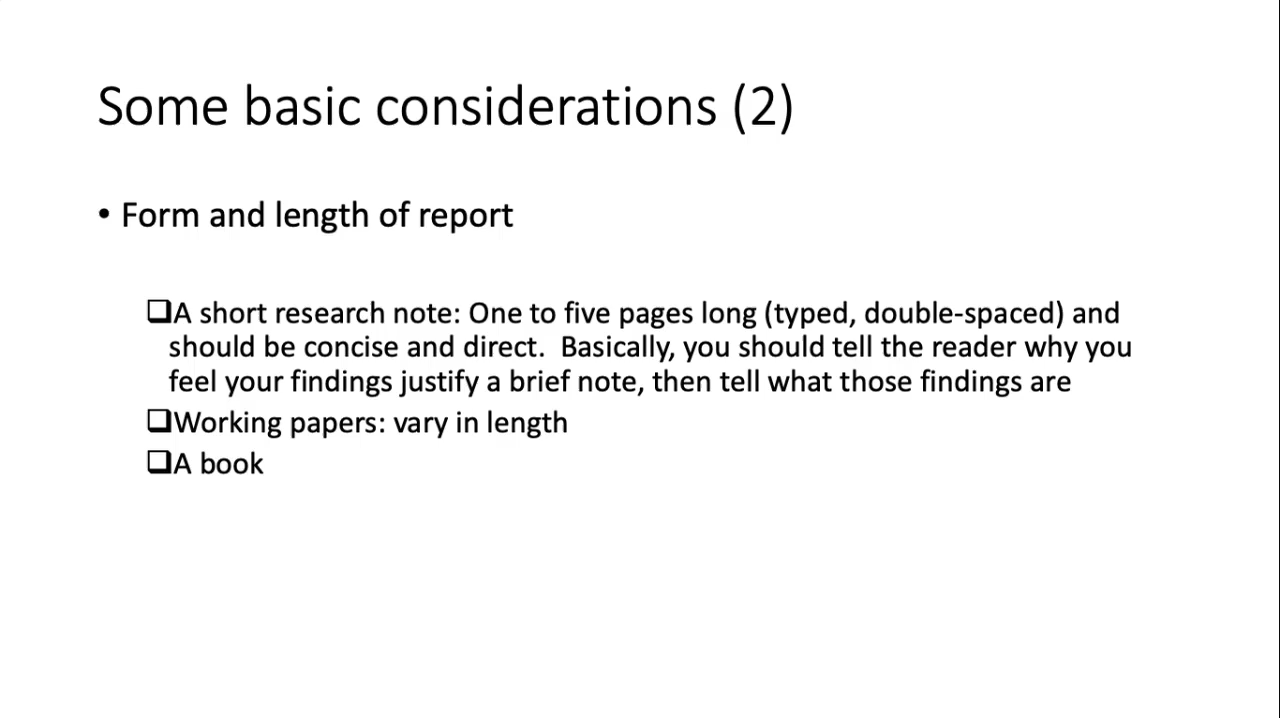 Some basic considerations (2)
• Form and length of report
❑A short research note: One to five pages long (typed, double-spaced) and
should be concise and direct.  Basically, you should tell the reader why you
feel your findings justify a brief note, then tell what those findings are
❑Working papers: vary in length
❑A book